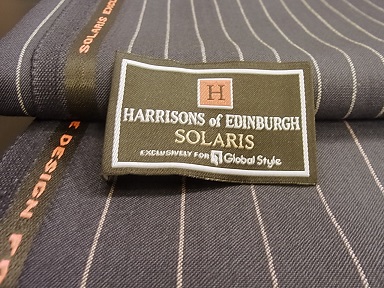 SOLARIS
H
HARRISONS of EDINBURGH
SOLARIS
EXCLUSIVELY FOR Global Style
DESIGN